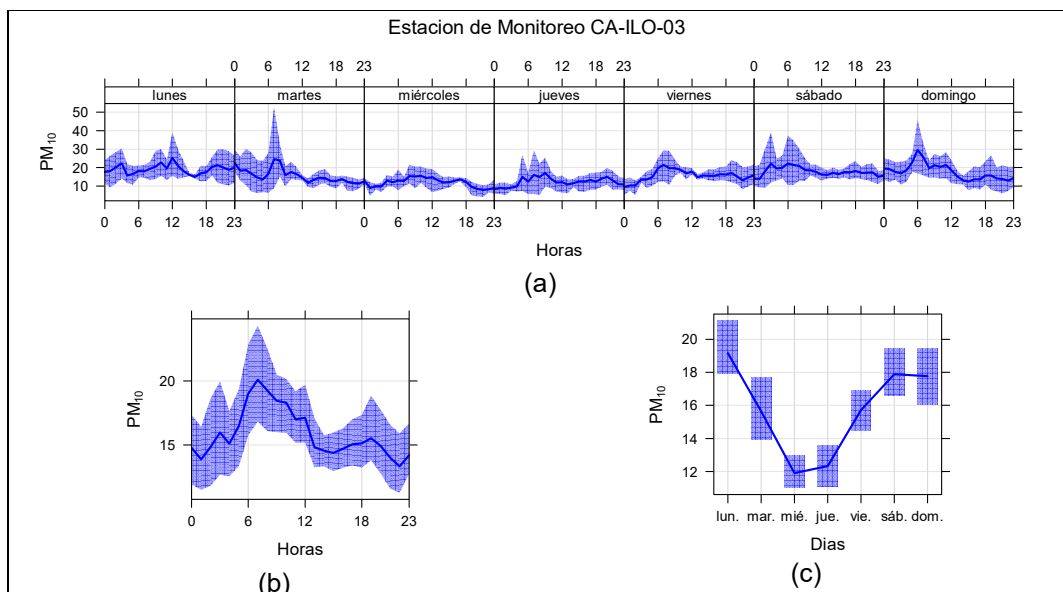 Estacion de Monitoreo CA-ILO-03
0 6 12 18 23 0 6 12 18 23 0 6 12 18 23
lunes martes miércoles jueves viernes sábado domingo
PM10
50
40
30
20
10
0 6 12 18 23 0 6 12 18 23 0 6 12 18 23 0 6 12 18 23
Horas
(a)
PM10
20
15
0 6 12 18 23
Horas
(b)
PM10
20
18
16
14
12
lun. mar. mié. jue. vie. sáb. dom.
Dias
(c)